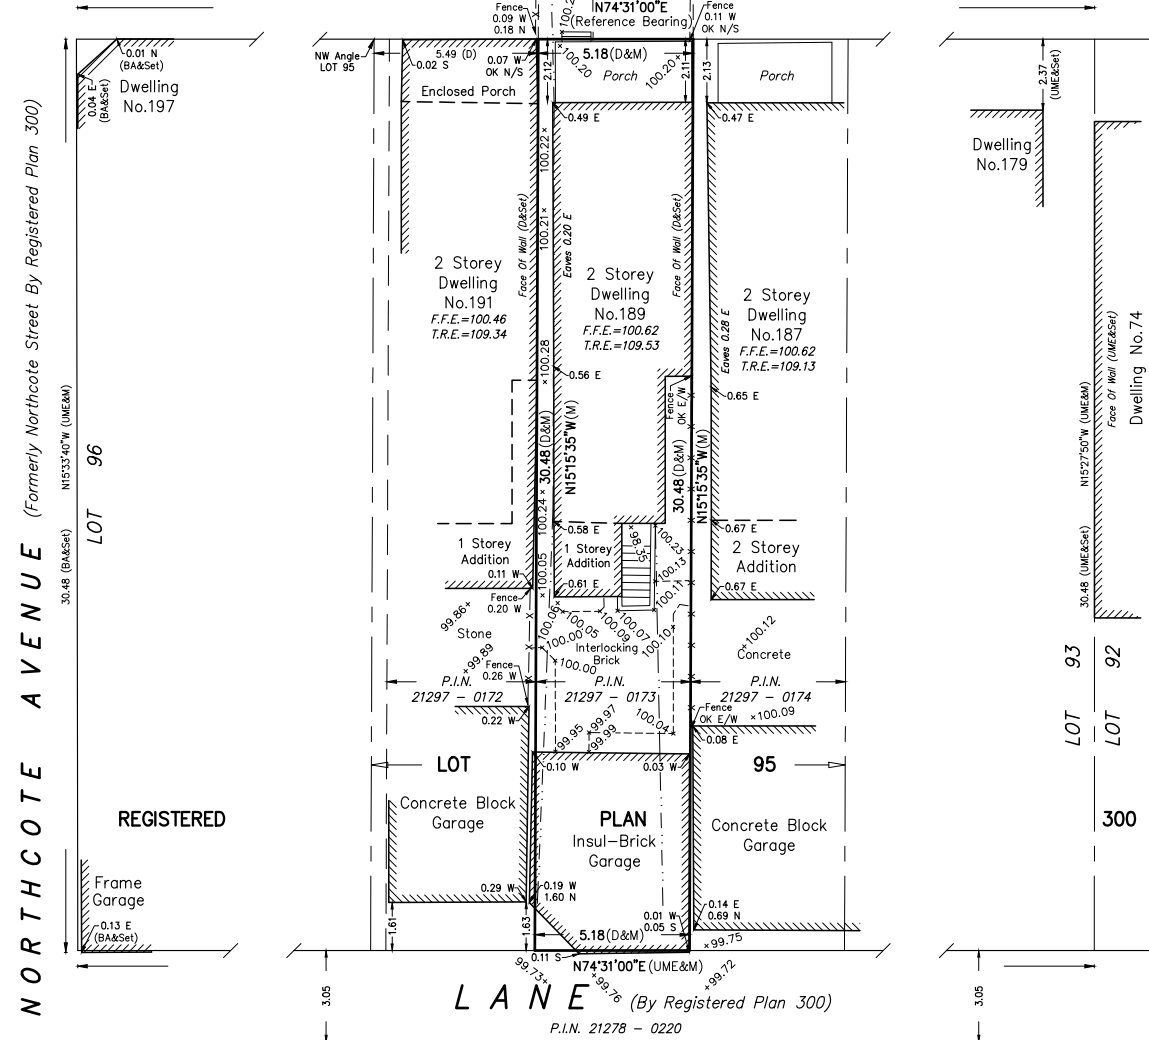 N74°31'00"E
(Reference Bearing)
Fence
0.09 W
0.18 N
Fence
0.11 W
OK N/S
0.01 N
(BA&Set)
0.04 E
(BA&Set)
Dwelling
No.197
NW Angle
LOT 95
5.49 (D)
0.02 S
0.07 W
OK N/S
5.18(D&M)
2.12
100.20
Porch
100.20
2.11
2.13
Porch
2.37
(UME&Set)
Enclosed Porch
0.49 E
0.47 E
Dwelling
No.179
100.22
100.21
Face Of Wall (D&Set)
Eaves 0.20 E
Face Of Wall (D&Set)
2 Storey
Dwelling
No.191
F.F.E.=100.46
T.R.E.=109.34
2 Storey
Dwelling
No.189
F.F.E.=100.62
T.R.E.=109.53
2 Storey
Dwelling
No.187
F.F.E.=100.62
T.R.E.=109.13
Eaves 0.28 E
Face Of Wall (UME&Set)
Dwelling No.74
100.28
0.56 E
Fence
OK E/W
0.65 E
30.48(D&M)
N15°15'35"W(M)
30.48(D&M)
N15°15'35"W(M)
N15°33'40"W (UME&M)
30.48 (BA&Set)
LOT 96
N15°27'50"W (UME&M)
30.48 (UME&Set)
100.24
0.58 E
98.35
100.23
0.67 E
1 Storey
Addition
0.11 W
100.05
1 Storey
Addition
100.13
2 Storey
Addition
0.61 E
100.11
0.67 E
Fence
0.20 W
99.86
Stone
99.89
100.06
100.05
100.09
100.07
100.10
100.00
100.00
Interlocking
Brick
100.12
Concrete
Fence
0.26 W
P.I.N.
21297 - 0172
P.I.N.
21297 - 0173
P.I.N.
21297 - 0174
LOT 93
LOT 92
0.22 W
99.95
99.97
99.99
100.04
Fence
OK E/W
100.09
0.08 E
0.10 W
0.03 W
LOT
95
Concrete Block
Garage
REGISTERED
PLAN
300
Insul-Brick
Garage
Concrete Block
Garage
Frame
Garage
0.13 E
(BA&Set)
0.29 W
0.19 W
1.60 N
0.14 E
0.69 N
0.01 W
0.05 S
1.61
1.63
5.18(D&M)
99.75
0.11 S
N74°31'00"E (UME&M)
99.73
99.76
99.72
3.05
3.05
LANE (By Registered Plan 300)
P.I.N. 21278 - 0220
NORTHCOTE AVENUE (Formerly Northcote Street By Registered Plan 300)